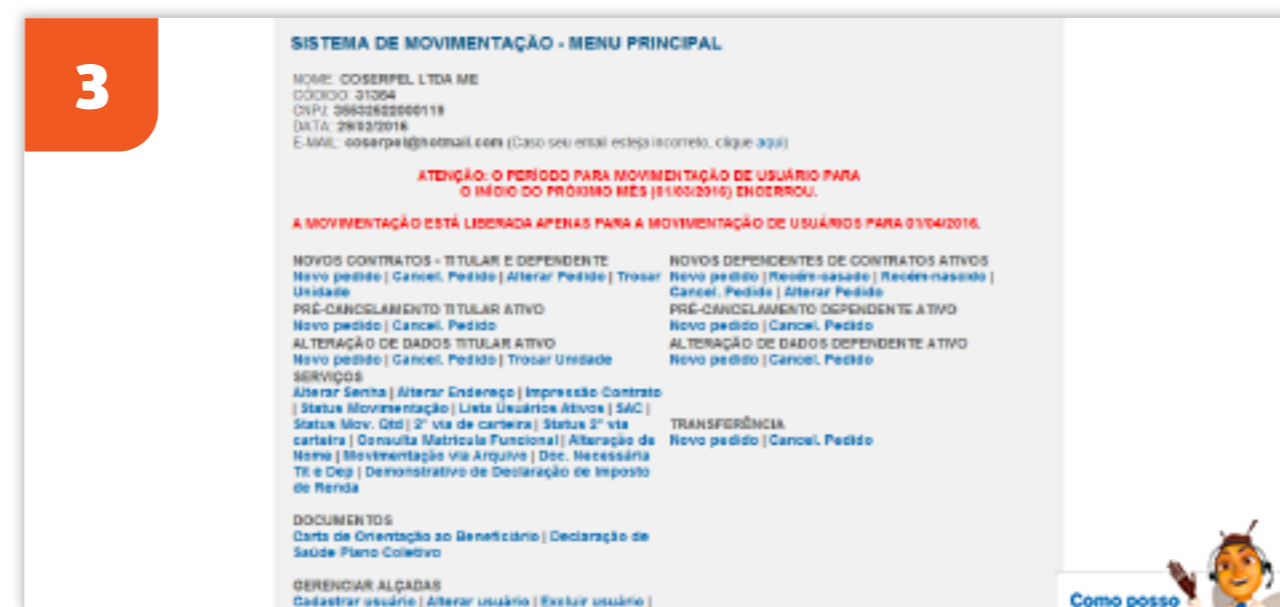 3
SISTEMA DE MOVIMENTAÇÃO - MENU PRINCIPAL
NOME: COSERPEL LTDA ME
CÓDIGO: 31364
CNPJ:
DATA: 29/02/2016
E-MAIL: coserpel@hotmail.com (Caso seu email esteja incorreto, clique aqui)
ATENÇÃO: O PERÍODO PARA MOVIMENTAÇÃO DE USUÁRIO PARA
O INÍCIO DO PRÓXIMO MÊS (01/03/2016) ENCERROU.
A MOVIMENTAÇÃO ESTÁ LIBERADA APENAS PARA A MOVIMENTAÇÃO DE USUÁRIOS PARA 01/04/2016.
NOVOS CONTRATOS - TITULAR E DEPENDENTE
Novo pedido | Cancel. Pedido | Alterar Pedido | Trocar
Unidade
PRÉ-CANCELAMENTO TITULAR ATIVO
Novo pedido | Cancel. Pedido
ALTERAÇÃO DE DADOS TITULAR ATIVO
Novo pedido | Cancel. Pedido | Trocar Unidade
SERVIÇOS
Alterar Senha | Alterar Endereço | Impressão Contrato
| Status Movimentação | Lista Usuários Ativos | SAC |
Status Mov. Qtd | 2ª via de carteira | Status 2ª via
carteira | Consulta Matricula Funcional | Alteração de
Nome | Movimentação via Arquivo | Doc. Necessária
Tit e Dep | Demonstrativo de Declaração de Imposto
de Renda
DOCUMENTOS
Carta de Orientação ao Beneficiário | Declaração de
Saúde Plano Coletivo
GERENCIAR ALÇADAS
Cadastrar usuário | Alterar usuário | Excluir usuário |
NOVOS DEPENDENTES DE CONTRATOS ATIVOS
Novo pedido | Recém-casado | Recém-nascido |
Cancel. Pedido | Alterar Pedido
PRÉ-CANCELAMENTO DEPENDENTE ATIVO
Novo pedido | Cancel. Pedido
ALTERAÇÃO DE DADOS DEPENDENTE ATIVO
Novo pedido | Cancel. Pedido
TRANSFERÊNCIA
Novo pedido | Cancel. Pedido
Como posso